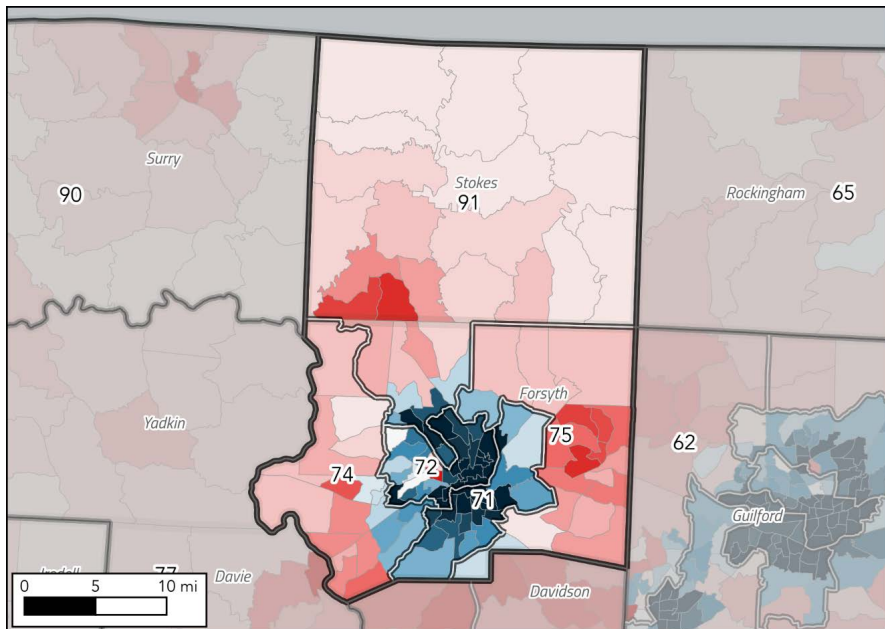 Surry
90
Stokes
91
Rockingham
65
Yadkin
Forsyth
75
62
74
72
71
Guilford
77
Davie
Davidson
0 5 10 mi